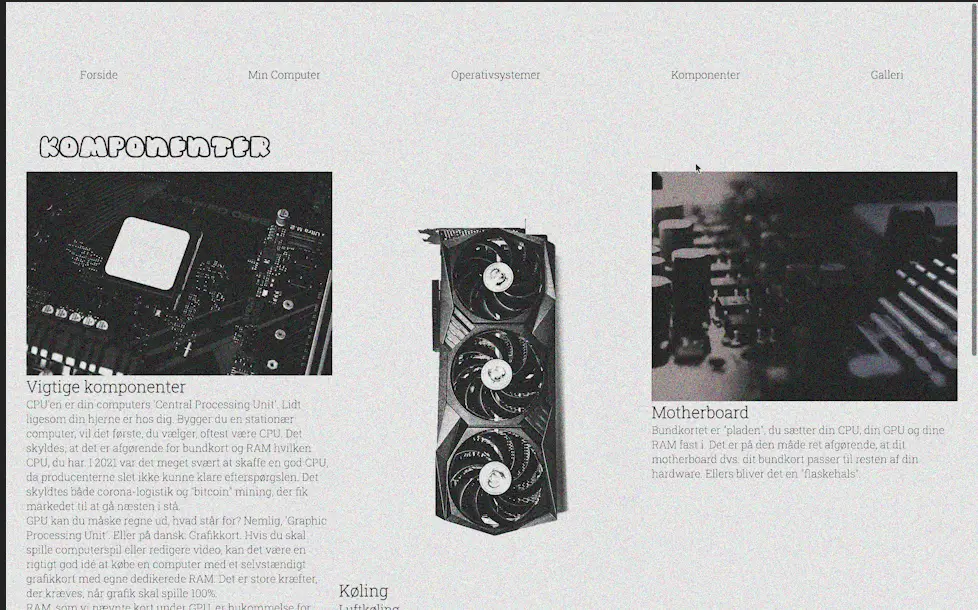 Forside
Min Computer
Operativsystemer
Komponenter
Galleri
KOMPONENTER
Ultra M.2
Vigtige komponenter
CPU'en er din computers 'Central Processing Unit'. Lidt
ligesom din hjerne er hos dig. Bygger du en stationær
computer, vil det første, du vælger, oftest være CPU. Det
skyldes, at det er afgørende for bundkort og RAM hvilken
CPU, du har. I 2021 var det meget svært at skaffe en god CPU,
da producenterne slet ikke kunne klare efterspørgslen. Det
skyldtes både corona-logistik og "bitcoin" mining, der fik
markedet til at gå næsten i stå.
GPU kan du måske regne ud, hvad står for? Nemlig, 'Graphic
Processing Unit'. Eller på dansk: Grafikkort. Hvis du skal
spille computerspil eller redigere video, kan det være en
rigtig god idé at købe en computer med et selvstændigt
grafikkort med egne dedikerede RAM. Det er store kræfter,
der kræves, når grafik skal spille 100%.
RAM, som vi nævnte kort under GPU, er hukommelse for
Køling
Luftkøling
Motherboard
Bundkortet er "pladen", du sætter din CPU, din GPU og dine
RAM fast i. Det er på den måde ret afgørende, at dit
motherboard dvs. dit bundkort passer til resten af din
hardware. Ellers bliver det en "flaskehals".